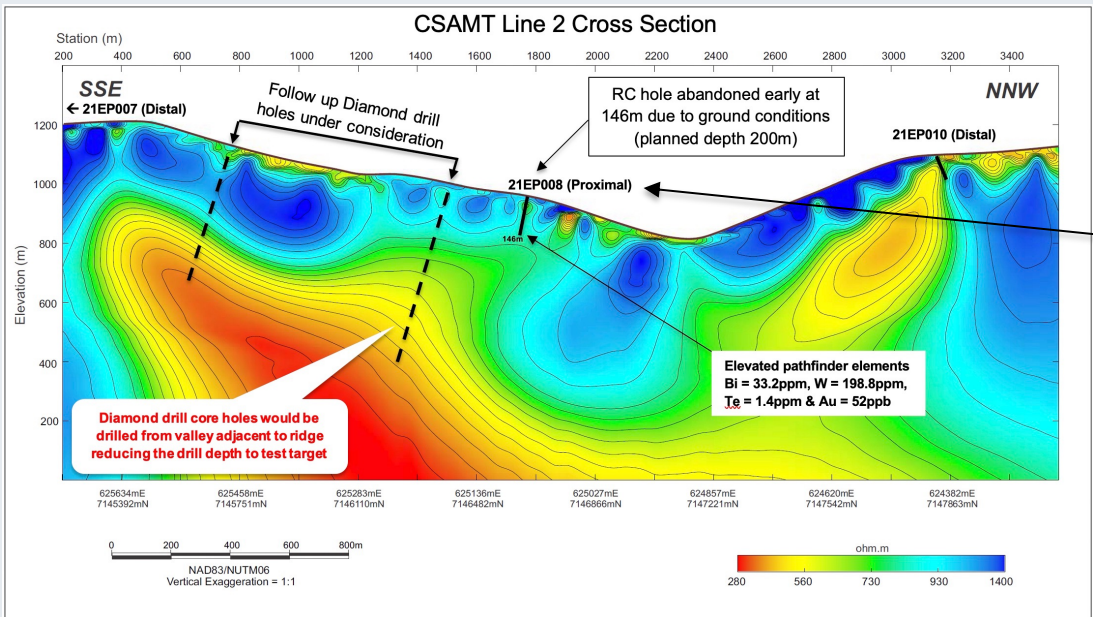 CSAMT Line 2 Cross Section
Station (m)
200 400 600 800 1000 1200 1400 1600 1800 2000 2200 2400 2600 2800 3000 3200 3400
SSE
NNW
← 21EP007 (Distal)
Follow up Diamond drill
holes under consideration
RC hole abandoned early at
146m due to ground conditions
(planned depth 200m)
21EP010 (Distal)
21EP008 (Proximal)
146m
Elevation (m)
1200
1000
800
600
400
200
Elevated pathfinder elements
Bi = 33.2ppm, W = 198.8ppm,
Te = 1.4ppm & Au = 52ppb
Diamond drill core holes would be
drilled from valley adjacent to ridge
reducing the drill depth to test target
625634mE 625458mE 625283mE 625136mE 625027mE 624857mE 624620mE 624382mE
7145392mN 7145751mN 7146110mN 7146482mN 7146866mN 7147221mN 7147542mN 7147863mN
0 200 400 600 800m
NAD83/NUTM06
Vertical Exaggeration = 1:1
ohm.m
280 560 730 930 1400